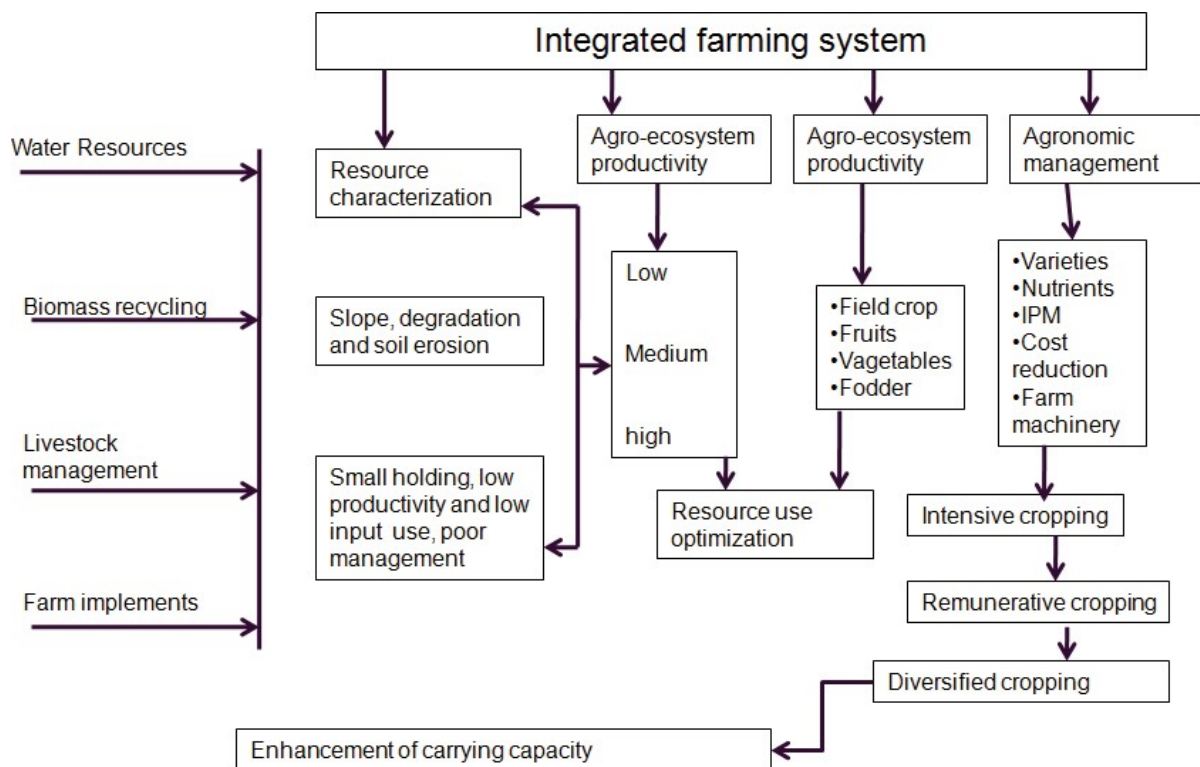 Integrated farming system
Water Resources
Biomass recycling
Livestock
management
Farm implements
Resource
characterization
Slope, degradation
and soil erosion
Small holding, low
productivity and low
input use, poor
management
Agro-ecosystem
productivity
Low
Medium
high
Agro-ecosystem
productivity
•Field crop
•Fruits
•Vagetables
•Fodder
Resource use
optimization
Agronomic
management
•Varieties
•Nutrients
•IPM
•Cost
reduction
•Farm
machinery
Intensive cropping
Remunerative cropping
Diversified cropping
Enhancement of carrying capacity